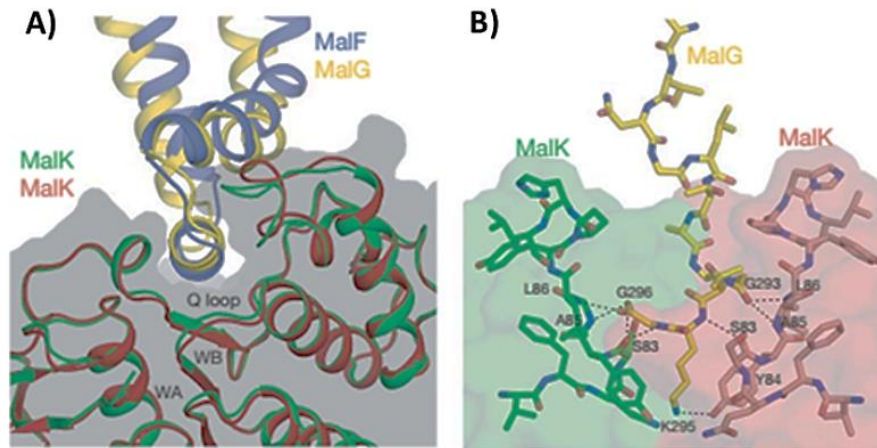 A)
MalF
MalG
MalK
MalK
Q loop
WB
WA
B)
MalG
MalK
MalK
L86
G296
G293
L86
A85
S83
S83
A85
Y84
K295